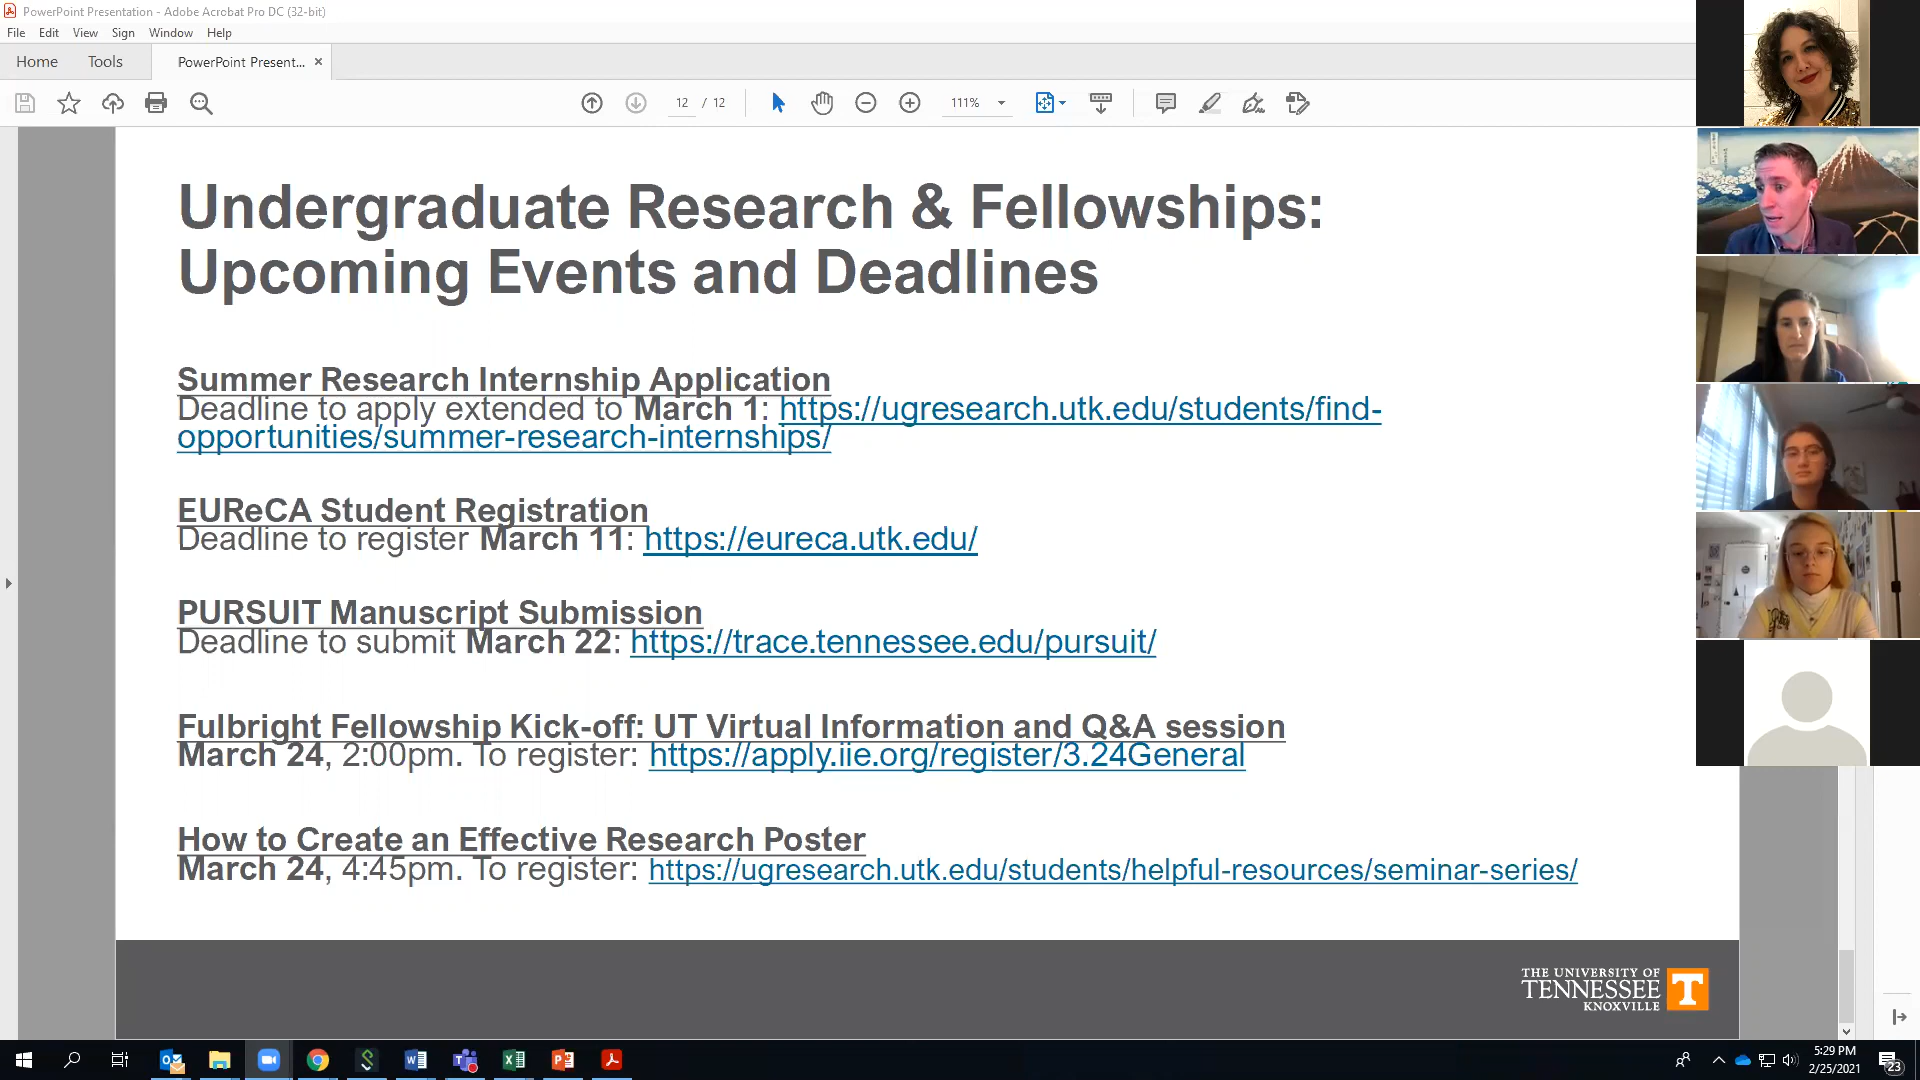 PowerPoint Presentation - Adobe Acrobat Pro DC (32-bit)
File Edit View Sign Window Help
Home Tools PowerPoint Present... ×
12 / 12 111%
Undergraduate Research & Fellowships:
Upcoming Events and Deadlines
Summer Research Internship Application
Deadline to apply extended to March 1: https://ugresearch.utk.edu/students/find-
opportunities/summer-research-internships/
EUReCA Student Registration
Deadline to register March 11: https://eureca.utk.edu/
PURSUIT Manuscript Submission
Deadline to submit March 22: https://trace.tennessee.edu/pursuit/
Fulbright Fellowship Kick-off: UT Virtual Information and Q&A session
March 24, 2:00pm. To register: https://apply.iie.org/register/3.24General
How to Create an Effective Research Poster
March 24, 4:45pm. To register: https://ugresearch.utk.edu/students/helpful-resources/seminar-series/
THE UNIVERSITY OF
TENNESSEE
KNOXVILLE
T
5:29 PM
2/25/2021
23